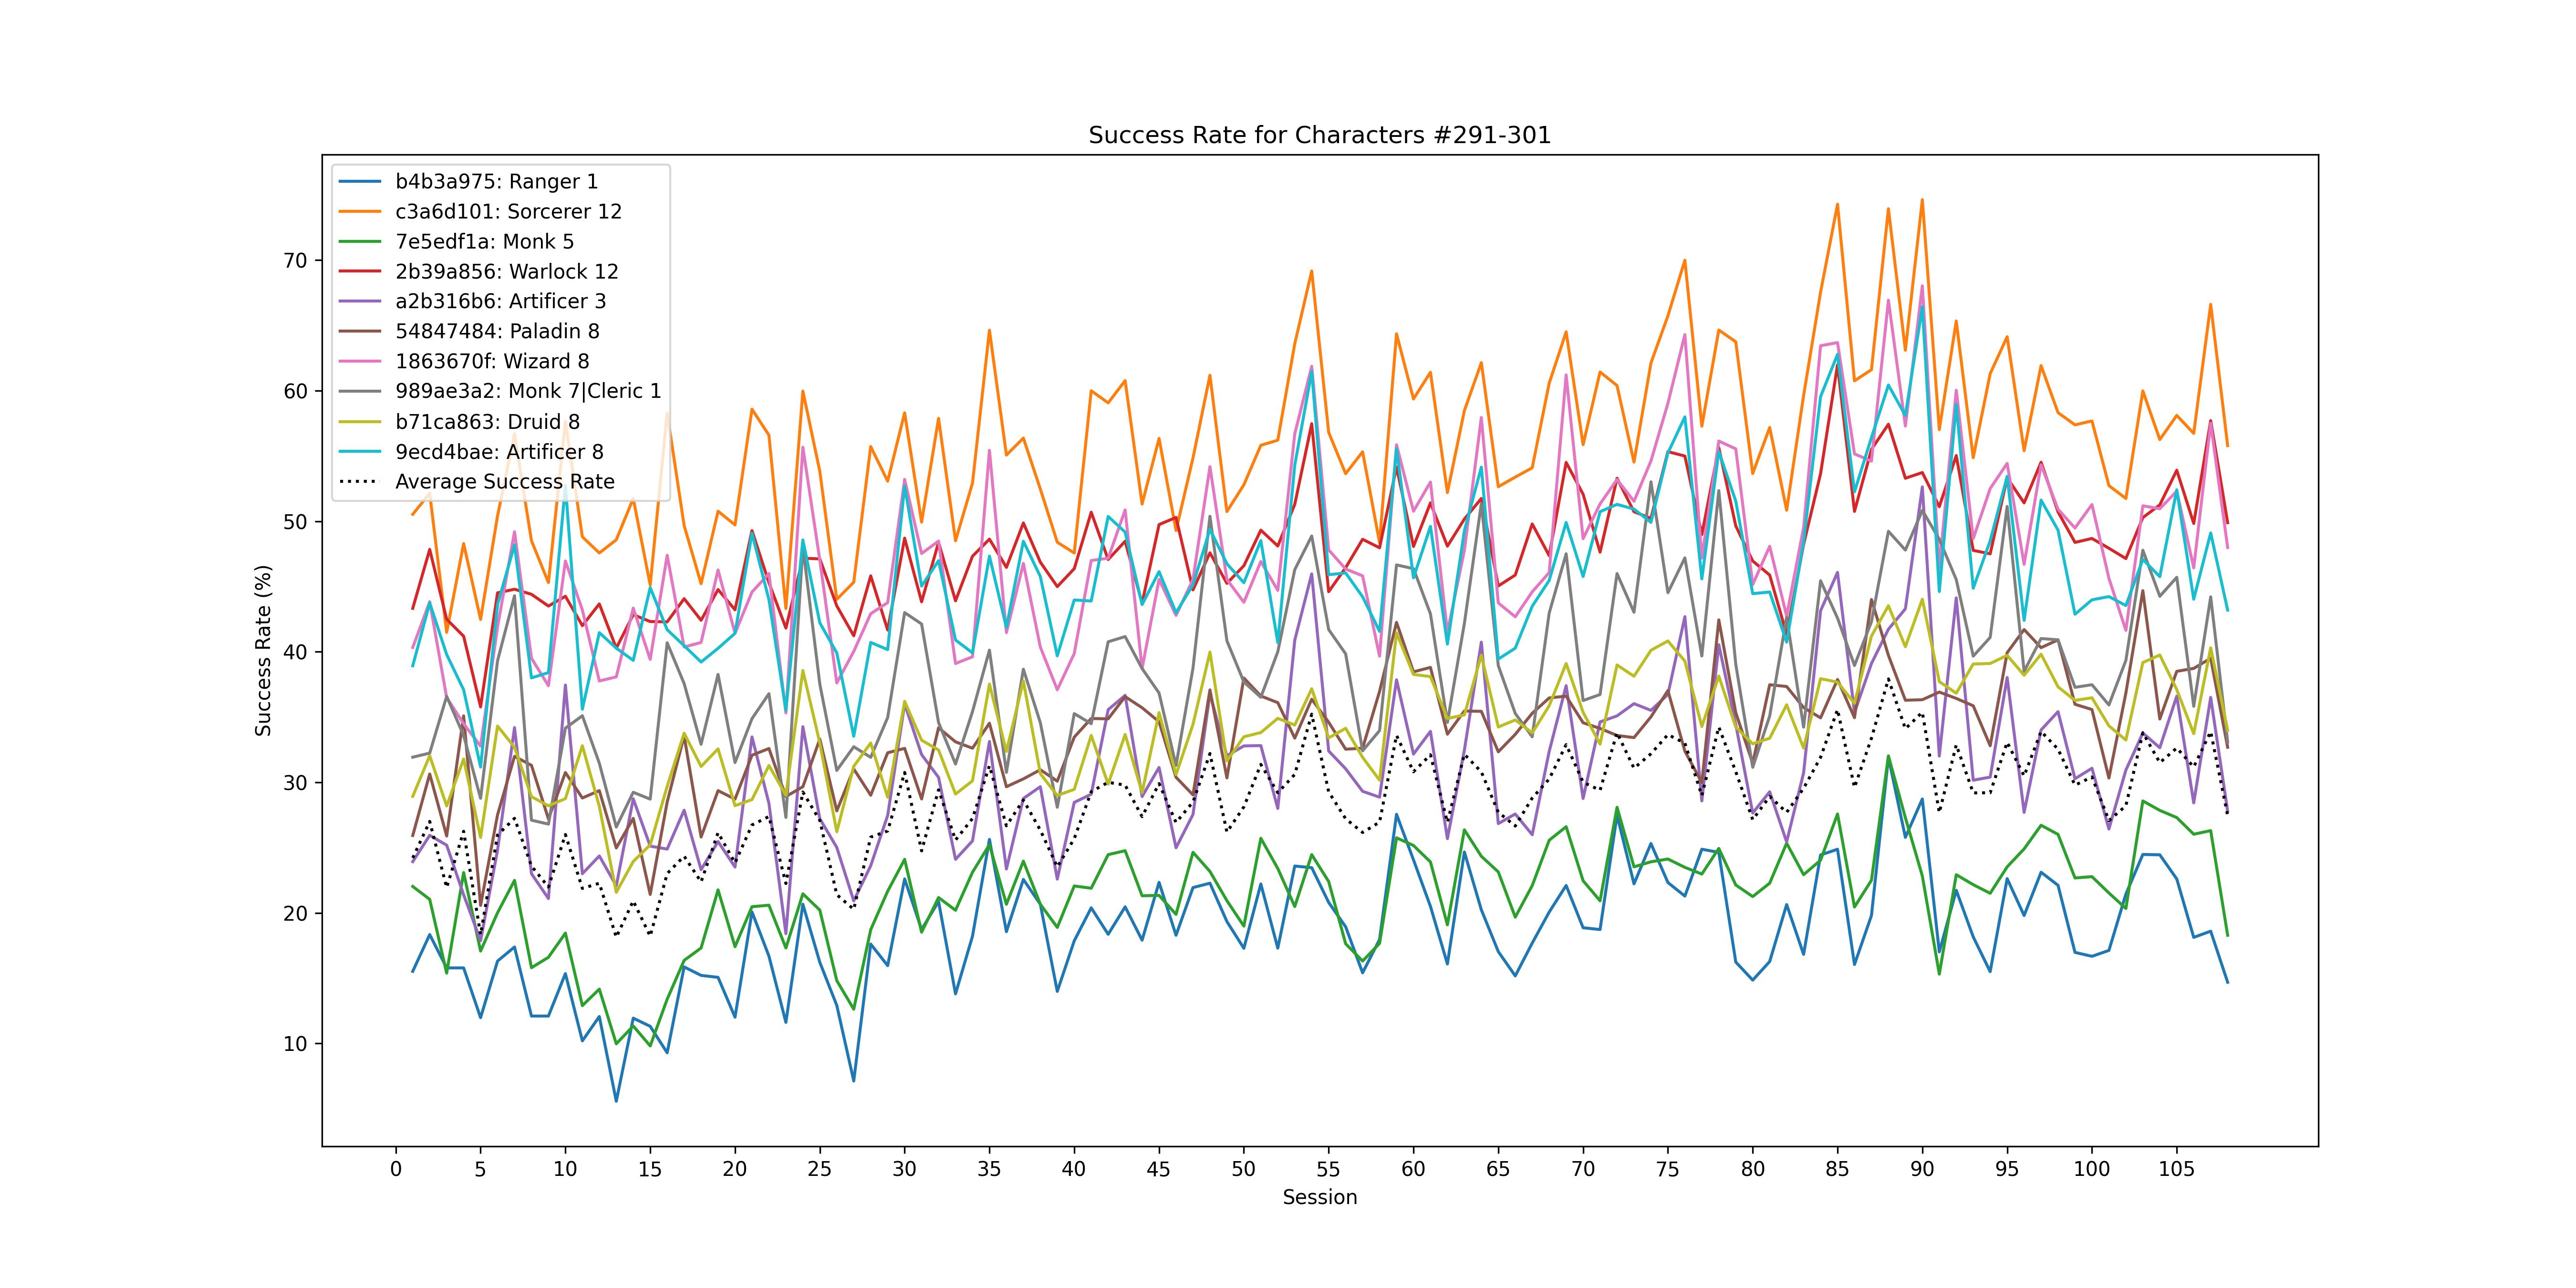 Success Rate for Characters #291-301
b4b3a975: Ranger 1
c3a6d101: Sorcerer 12
7e5edf1a: Monk 5
2b39a856: Warlock 12
a2b316b6: Artificer 3
54847484: Paladin 8
1863670f: Wizard 8
989ae3a2: Monk 7|Cleric 1
b71ca863: Druid 8
9ecd4bae: Artificer 8
Average Success Rate
Success Rate (%)
70
60
50
40
30
20
10
0 5 10 15 20 25 30 35 40 45 50 55 60 65 70 75 80 85 90 95 100 105
Session